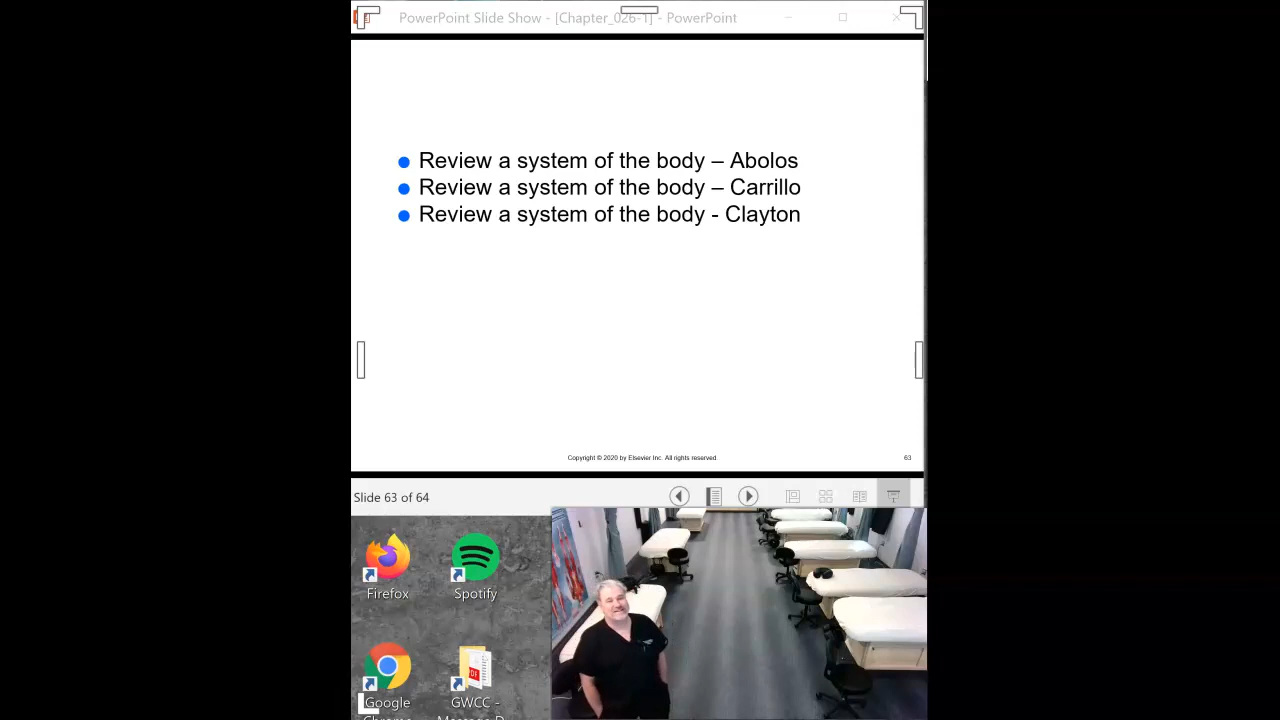 PowerPoint Slide Show - [Chapter_026-1] - PowerPoint
Review a system of the body – Abolos
Review a system of the body – Carrillo
Review a system of the body - Clayton
Copyright © 2020 by Elsevier Inc. All rights reserved.
63
Slide 63 of 64
Firefox
Spotify
Google
GWCC -